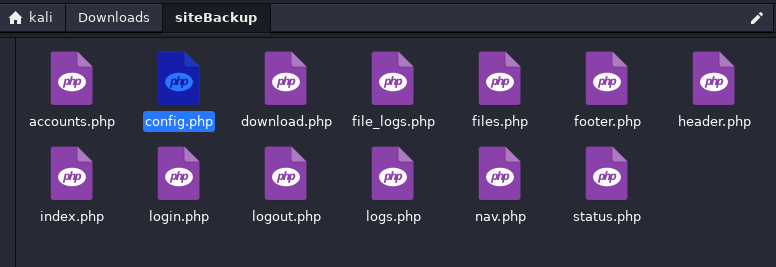 kali Downloads siteBackup
php php php php php php php
accounts.php config.php download.php file_logs.php files.php footer.php header.php
php php php php php php
index.php login.php logout.php logs.php nav.php status.php